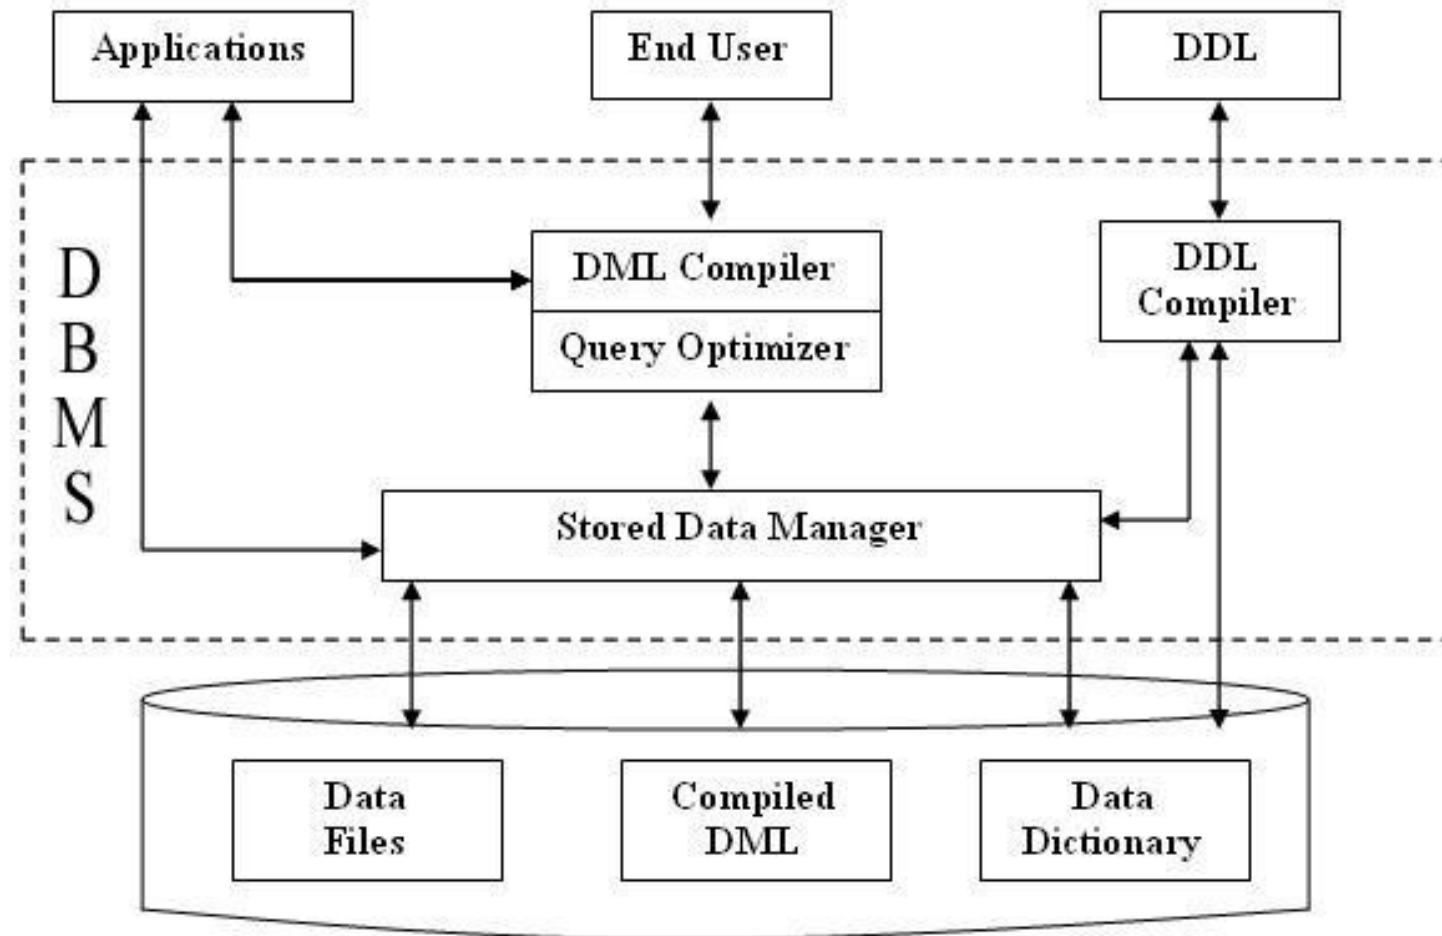 Applications
End User
DDL
D
B
M
S
DML Compiler
Query Optimizer
DDL
Compiler
Stored Data Manager
Data
Files
Compiled
DML
Data
Dictionary